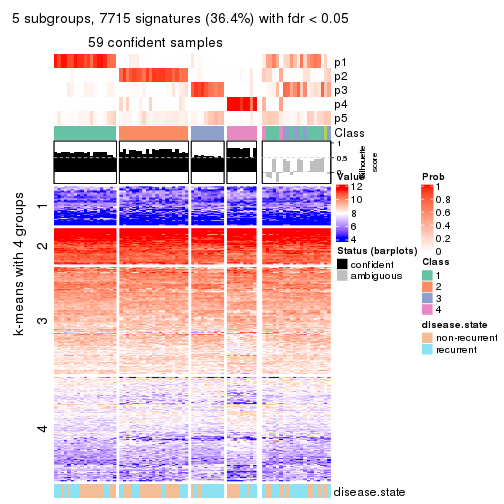 5 subgroups, 7715 signatures (36.4%) with fdr < 0.05
59 confident samples
p1
p2
p3
p4
p5
Class
1
0.5
0
silhouette
score
k-means with 4 groups
1
2
3
4
Value
12
10
8
6
4
Status (barplots)
confident
ambiguous
Prob
1
0.8
0.6
0.4
0.2
0
Class
1
2
3
4
disease.state
non-recurrent
recurrent
disease.state